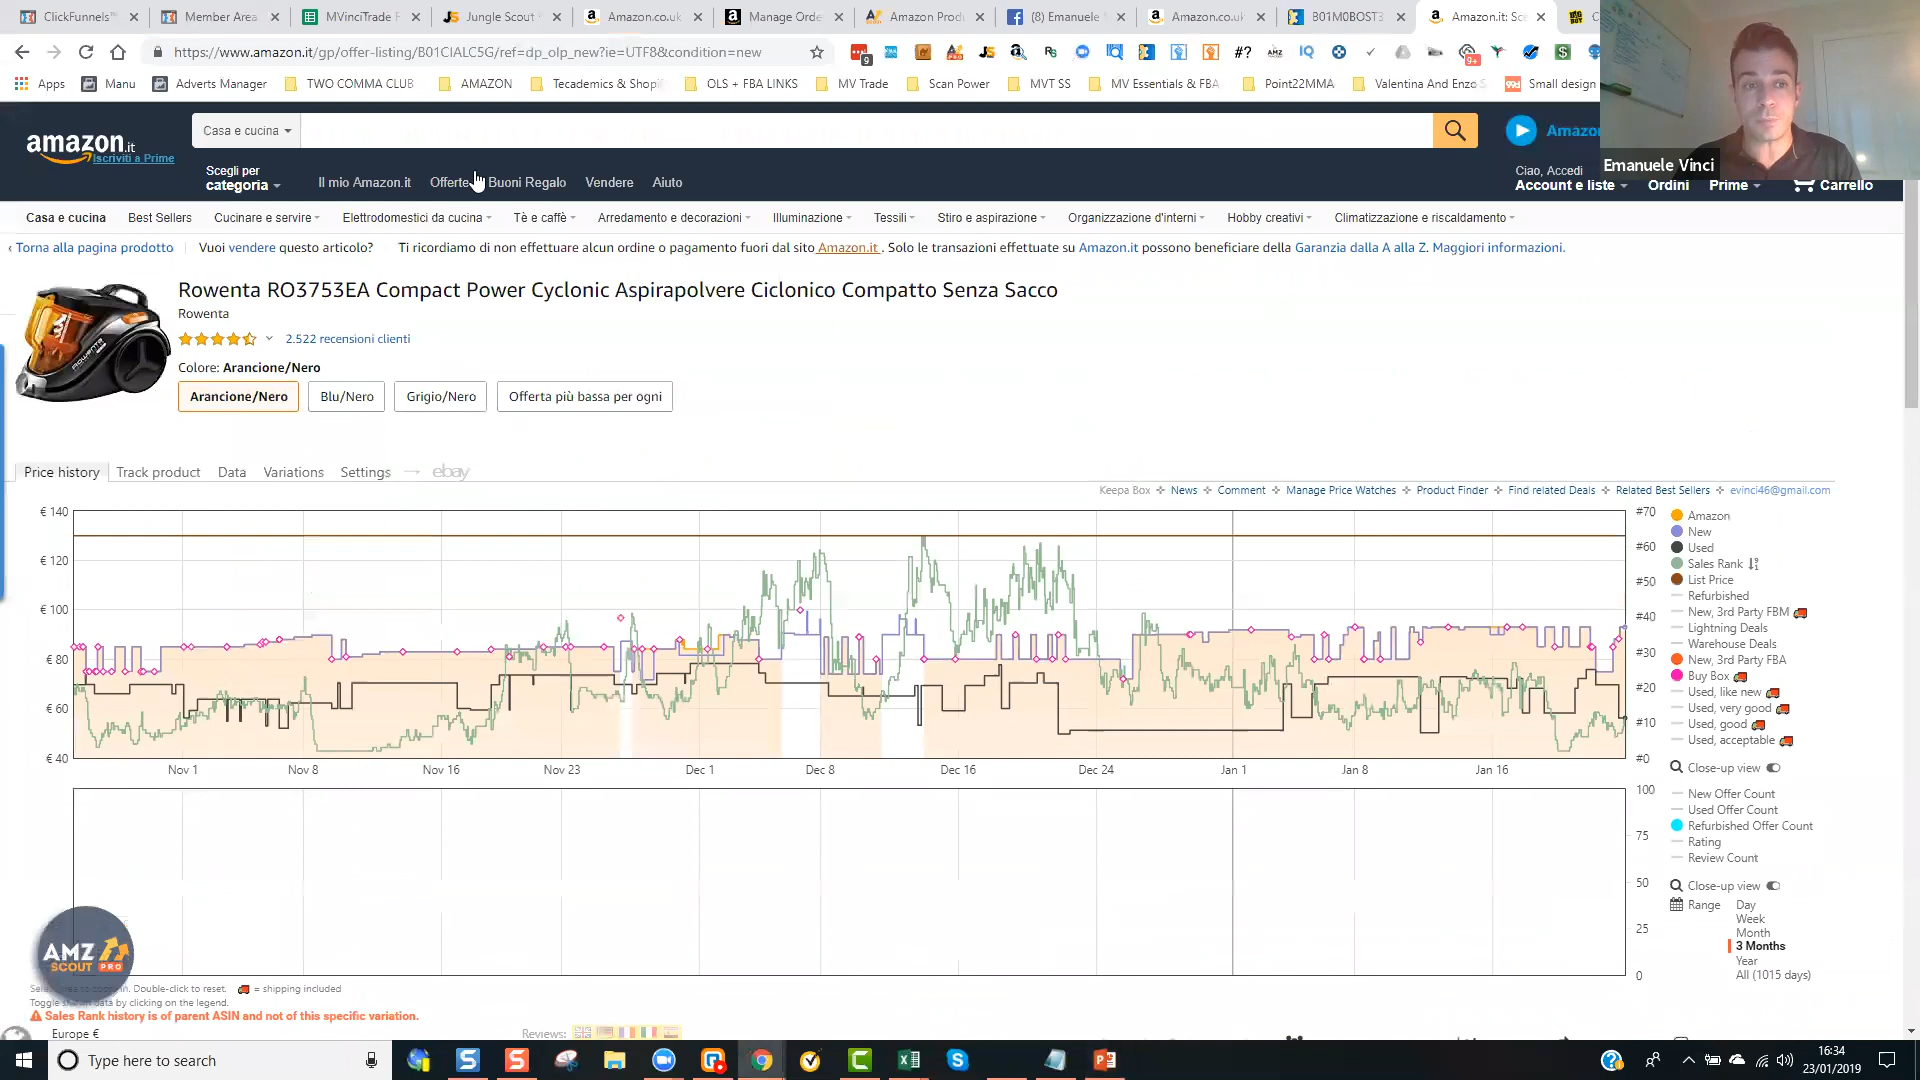 ClickFunnels™
Member Area
MVinciTrade F
Jungle Scout
Amazon.co.uk
Manage Orde
Amazon Produ
(8) Emanuele
Amazon.co.uk
B01M0BOST3
Amazon.it: Sc
https://www.amazon.it/gp/offer-listing/B01CIALC5G/ref=dp_olp_new?ie=UTF8&condition=new
Apps
Manu
Adverts Manager
TWO COMMA CLUB
AMAZON
Tecademics & Shopi
OLS + FBA LINKS
MV Trade
Scan Power
MVT SS
MV Essentials & FBA
Point22MMA
Valentina And Enzo S
Small design
amazon.it
Iscriviti a Prime
Casa e cucina
Amazo
Emanuele Vinci
Scegli per
categoria
Il mio Amazon.it
Offerte
Buoni Regalo
Vendere
Aiuto
Ciao, Accedi
Account e liste
Ordini
Prime
Carrello
Casa e cucina
Best Sellers
Cucinare e servire
Elettrodomesti da cucina
Tè e caffè
Arredamento e decorazioni
Illuminazione
Tessili
Stiro e aspirazione
Organizzazione d'interni
Hobby creativi
Climatizzazione e riscaldamento
‹ Torna alla pagina prodotto
Vuoi vendere questo articolo?
Ti ricordiamo di non effettuare alcun ordine o pagamento fuori dal sito Amazon.it . Solo le transazioni effettuate su Amazon.it possono beneficiare della Garanzia dalla A alla Z. Maggiori informazioni.
Rowenta RO3753EA Compact Power Cyclonic Aspirapolvere Ciclonico Compatto Senza Sacco
Rowenta
2.522 recensioni clienti
Colore: Arancione/Nero
Arancione/Nero
Blu/Nero
Grigio/Nero
Offerta più bassa per ogni
Price history
Track product
Data
Variations
Settings
ebay
Keepa Box
News
Comment
Manage Price Watches
Product Finder
Find related Deals
Related Best Sellers
evinci46@gmail.com
€ 140
€ 120
€ 100
€ 80
€ 60
€ 40
#70
#60
#50
#40
#30
#20
#10
#0
Nov 1
Nov 8
Nov 16
Nov 23
Dec 1
Dec 8
Dec 16
Dec 24
Jan 1
Jan 8
Jan 16
Amazon
New
Used
Sales Rank
List Price
Refurbished
New, 3rd Party FBM
Lightning Deals
Warehouse Deals
New, 3rd Party FBA
Buy Box
Used, like new
Used, very good
Used, good
Used, acceptable
Close-up view
100
75
50
25
0
New Offer Count
Used Offer Count
Refurbished Offer Count
Rating
Review Count
Close-up view
Range
Day
Week
Month
3 Months
Year
All (1015 days)
AMZ
SCOUT PRO
in. Double-click to reset.
= shipping included
data by clicking on the legend.
Sales Rank history is of parent ASIN and not of this specific variation.
Europe €
Reviews:
Type here to search
16:34
23/01/2019